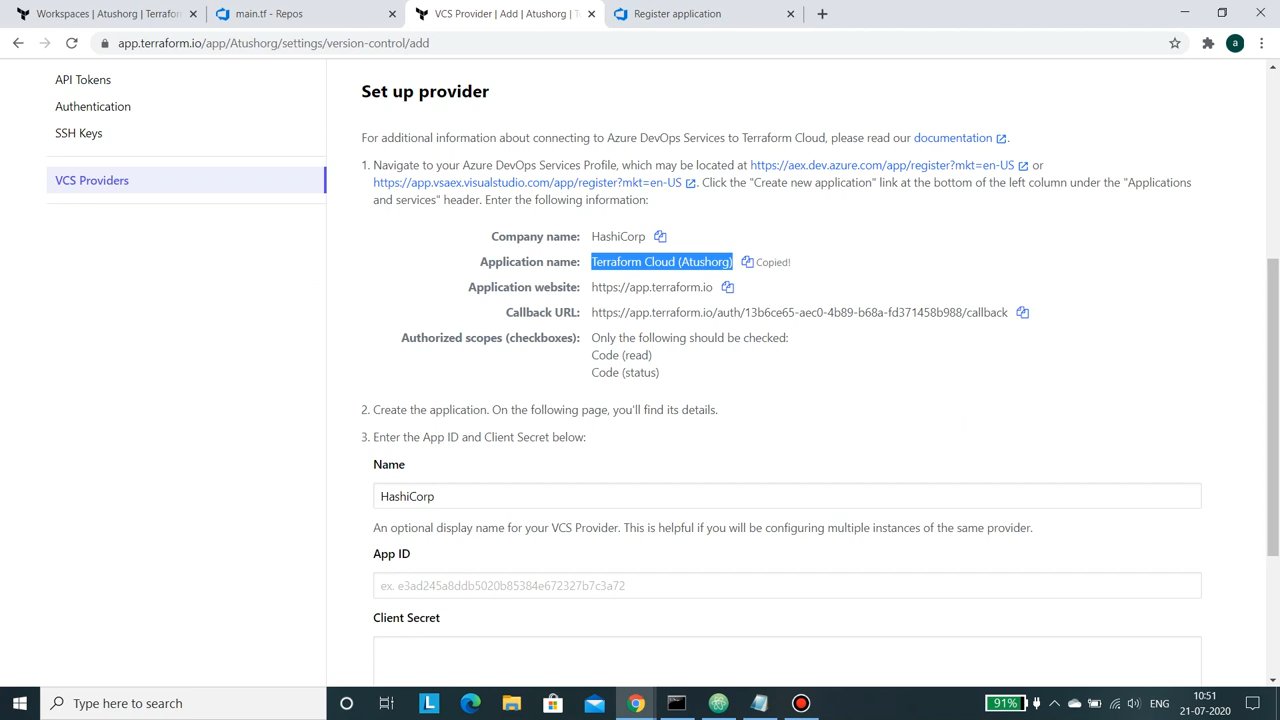 Workspaces | Atushorg | Terrafor
main.tf - Repos
VCS Provider | Add | Atushorg | T
Register application
app.terraform.io/app/Atushorg/settings/version-control/add
a
API Tokens
Authentication
SSH Keys
VCS Providers
Set up provider
For additional information about connecting to Azure DevOps Services to Terraform Cloud, please read our documentation.
1. Navigate to your Azure DevOps Services Profile, which may be located at https://aex.dev.azure.com/app/register?mkt=en-US or
https://app.vsaex.visualstudio.com/app/register?mkt=en-US. Click the "Create new application" link at the bottom of the left column under the "Applications
and services" header. Enter the following information:
Company name: HashiCorp
Application name: Terraform Cloud (Atushorg) Copied!
Application website: https://app.terraform.io
Callback URL: https://app.terraform.io/auth/13b6ce65-aec0-4b89-b68a-fd371458b988/callback
Authorized scopes (checkboxes): Only the following should be checked:
Code (read)
Code (status)
2. Create the application. On the following page, you'll find its details.
3. Enter the App ID and Client Secret below:
Name
HashiCorp
An optional display name for your VCS Provider. This is helpful if you will be configuring multiple instances of the same provider.
App ID
ex. e3ad245a8ddb5020b85384e672327b7c3a72
Client Secret
Type here to search
L
91%
ENG
10:51
21-07-2020